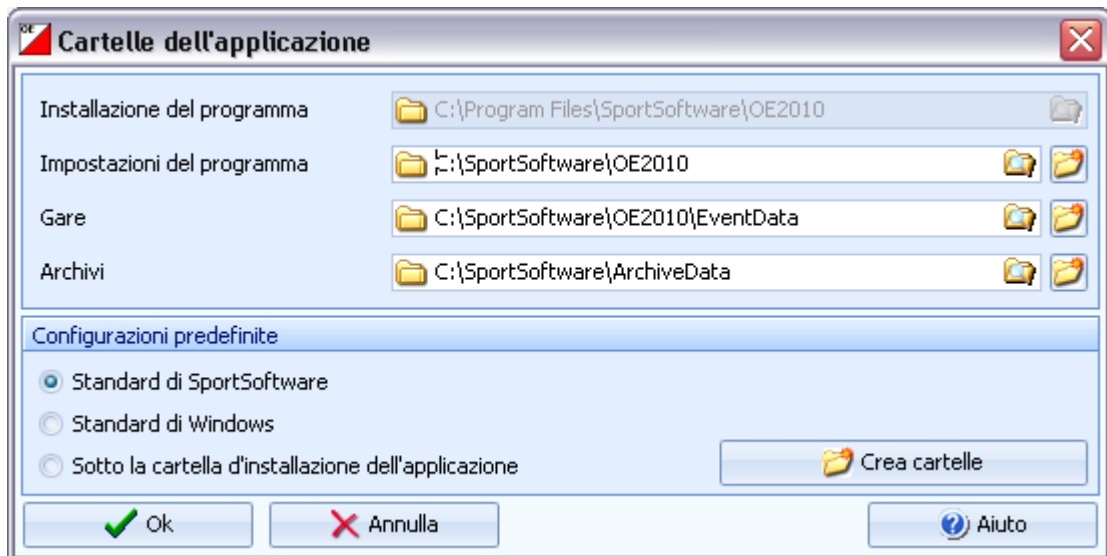 OE
Cartelle dell'applicazione
Installazione del programma C:\Program Files\SportSoftware\OE2010
Impostazioni del programma C:\SportSoftware\OE2010
Gare C:\SportSoftware\OE2010\EventData
Archivi C:\SportSoftware\ArchiveData
Configurazioni predefinite
Standard di SportSoftware
Standard di Windows
Sotto la cartella d'installazione dell'applicazione
Crea cartelle
Ok Annulla Aiuto